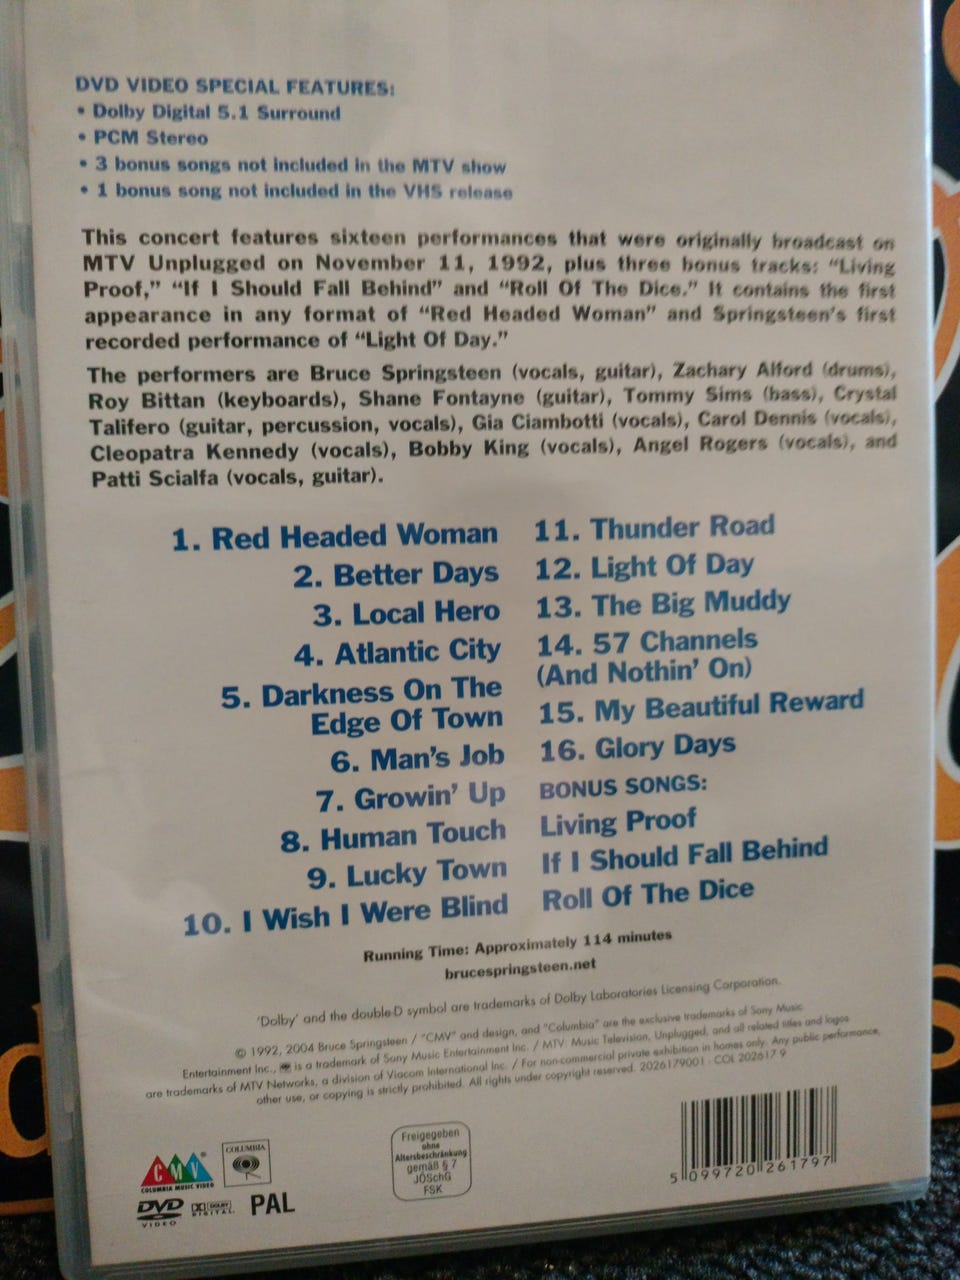 DVD VIDEO SPECIAL FEATURES:
• Dolby Digital 5.1 Surround
• PCM Stereo
• 3 bonus songs not included in the MTV show
• 1 bonus song not included in the VHS release
This concert features sixteen performances that were originally broadcast on
MTV Unplugged on November 11, 1992, plus three bonus tracks: “Living
Proof,” “If I Should Fall Behind” and “Roll Of The Dice.” It contains the first
appearance in any format of “Red Headed Woman” and Springsteen’s first
recorded performance of “Light Of Day.”
The performers are Bruce Springsteen (vocals, guitar), Zachary Alford (drums),
Roy Bittan (keyboards), Shane Fontayne (guitar), Tommy Sims (bass), Crystal
Talifero (guitar, percussion, vocals), Gia Ciambotti (vocals), Carol Dennis (vocals),
Cleopatra Kennedy (vocals), Bobby King (vocals), Angel Rogers (vocals), and
Patti Scialfa (vocals, guitar).
1. Red Headed Woman
2. Better Days
3. Local Hero
4. Atlantic City
5. Darkness On The
Edge Of Town
6. Man’s Job
7. Growin’ Up
8. Human Touch
9. Lucky Town
10. I Wish I Were Blind
11. Thunder Road
12. Light Of Day
13. The Big Muddy
14. 57 Channels
(And Nothin’ On)
15. My Beautiful Reward
16. Glory Days
BONUS SONGS:
Living Proof
If I Should Fall Behind
Roll Of The Dice
Running Time: Approximately 114 minutes
brucespringsteen.net
‘Dolby’ and the double-D symbol are trademarks of Dolby Laboratories Licensing Corporation.
© 1992, 2004 Bruce Springsteen / “CMV” and design, and “Columbia” are the exclusive trademarks of Sony Music
Entertainment Inc., is a trademark of Sony Music Entertainment Inc. / MTV: Music Television, Unplugged, and all related titles and logos
are trademarks of MTV Networks, a division of Viacom International Inc. / For non-commercial private exhibition in homes only. Any public performance,
other use, or copying is strictly prohibited. All rights under copyright reserved. 2026179001 · COL 202617 9
CMV®
COLUMBIA MUSIC VIDEO
COLUMBIA
DVD
VIDEO
DOLBY
DIGITAL
PAL
Freigegeben
ohne
Altersbeschränkung
gemäß § 7
JÖSchG
FSK
5 099720 261797